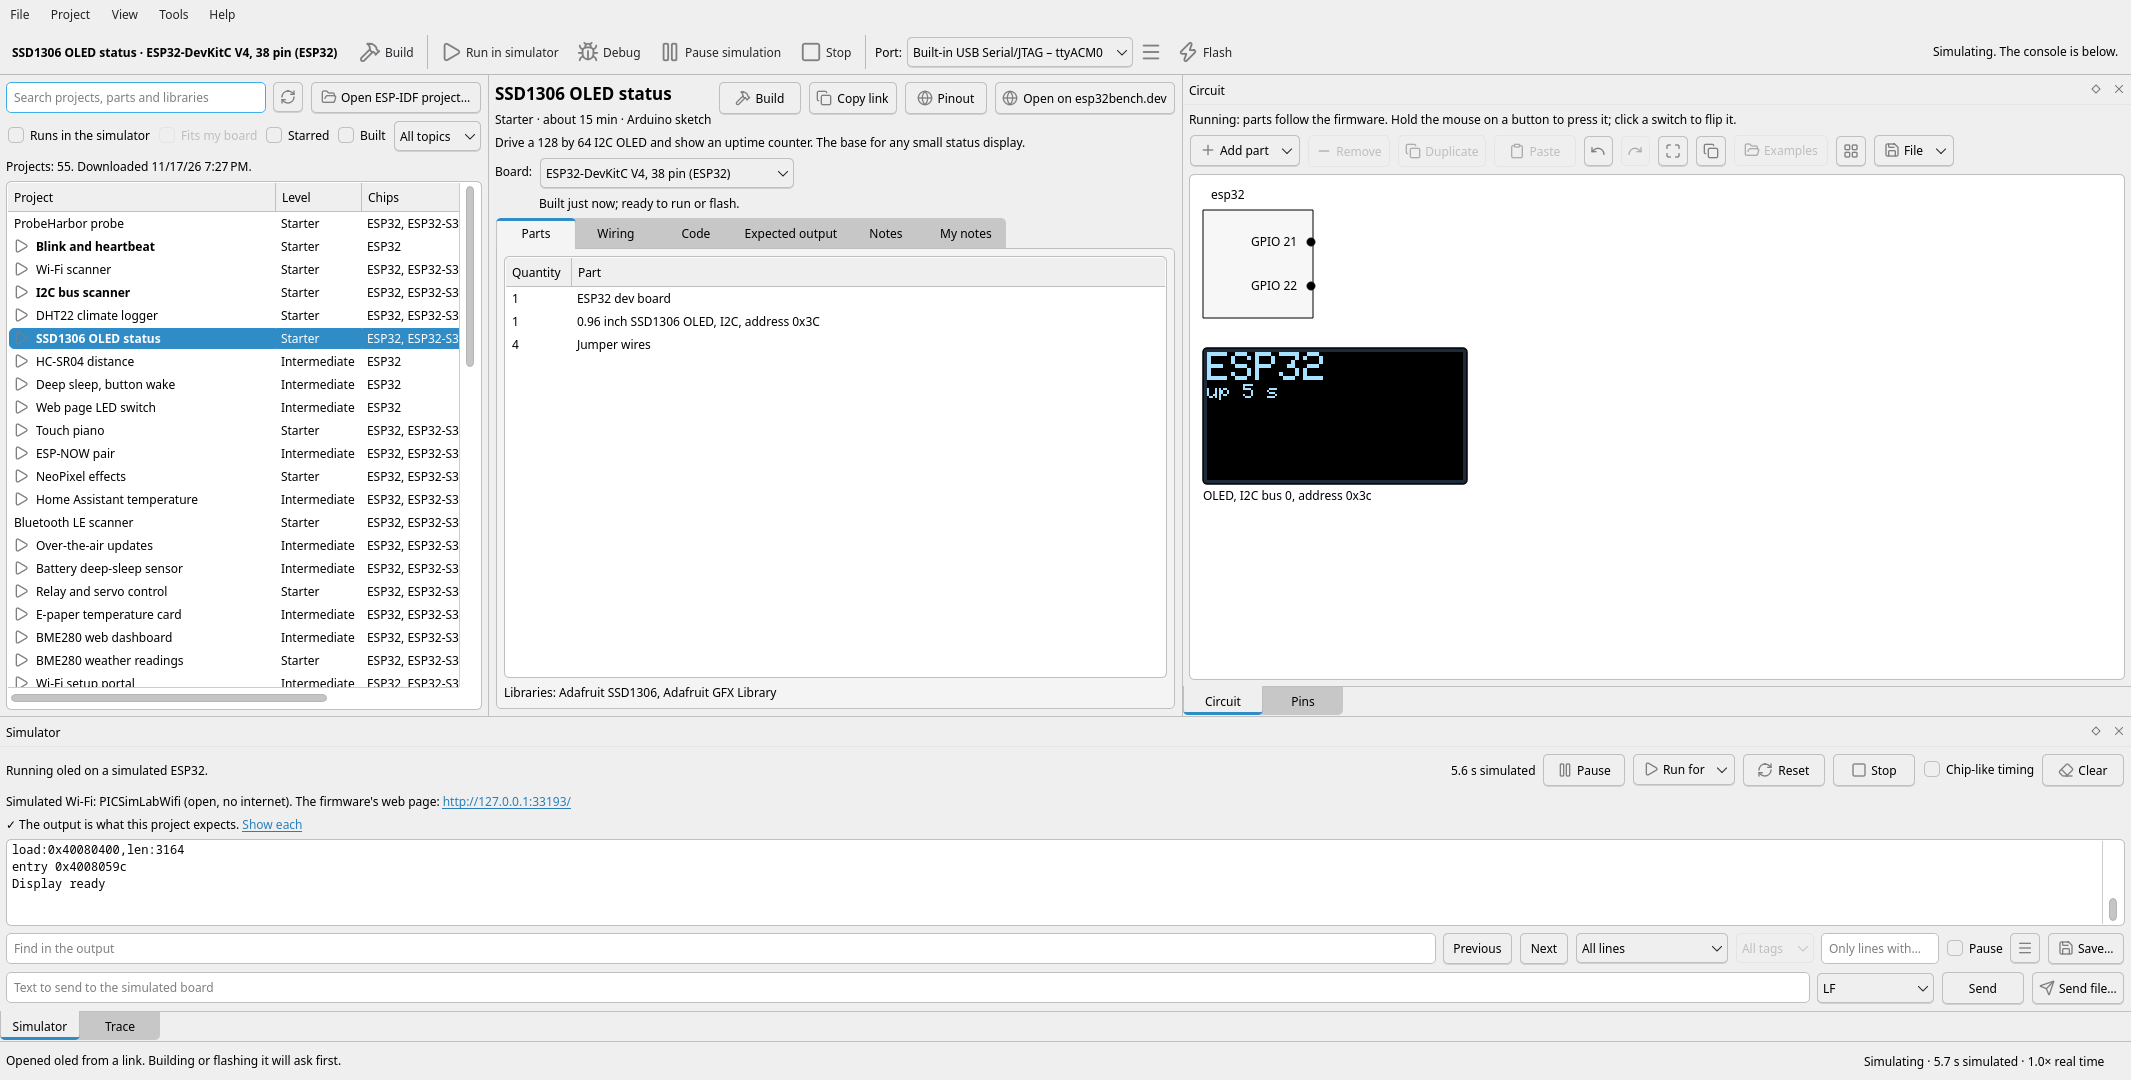 File Project View Tools Help
SSD1306 OLED status · ESP32-DevKitC V4, 38 pin (ESP32) Build Run in simulator Debug Pause simulation Stop Port: Built-in USB Serial/JTAG – ttyACM0 Flash Simulating. The console is below.
Search projects, parts and libraries Open ESP-IDF project...
Runs in the simulator Fits my board Starred Built All topics
Projects: 55. Downloaded 11/17/26 7:27 PM.
Project Level Chips
ProbeHarbor probe Starter ESP32, ESP32-S3
Blink and heartbeat Starter ESP32
Wi-Fi scanner Starter ESP32, ESP32-S3
I2C bus scanner Starter ESP32, ESP32-S3
DHT22 climate logger Starter ESP32, ESP32-S3
SSD1306 OLED status Starter ESP32, ESP32-S3
HC-SR04 distance Intermediate ESP32
Deep sleep, button wake Intermediate ESP32
Web page LED switch Intermediate ESP32
Touch piano Starter ESP32, ESP32-S3
ESP-NOW pair Intermediate ESP32, ESP32-S3
NeoPixel effects Starter ESP32, ESP32-S3
Home Assistant temperature Intermediate ESP32, ESP32-S3
Bluetooth LE scanner Starter ESP32, ESP32-S3
Over-the-air updates Intermediate ESP32, ESP32-S3
Battery deep-sleep sensor Intermediate ESP32, ESP32-S3
Relay and servo control Starter ESP32, ESP32-S3
E-paper temperature card Intermediate ESP32, ESP32-S3
BME280 web dashboard Intermediate ESP32, ESP32-S3
BME280 weather readings Starter ESP32, ESP32-S3
Wi-Fi setup portal Intermediate ESP32, ESP32-S3
SSD1306 OLED status Build Copy link Pinout Open on esp32bench.dev
Starter · about 15 min · Arduino sketch
Drive a 128 by 64 I2C OLED and show an uptime counter. The base for any small status display.
Board: ESP32-DevKitC V4, 38 pin (ESP32)
Built just now; ready to run or flash.
Parts Wiring Code Expected output Notes My notes
Quantity Part
1 ESP32 dev board
1 0.96 inch SSD1306 OLED, I2C, address 0x3C
4 Jumper wires
Libraries: Adafruit SSD1306, Adafruit GFX Library
Circuit
Running: parts follow the firmware. Hold the mouse on a button to press it; click a switch to flip it.
Add part Remove Duplicate Paste Examples File
esp32
GPIO 21
GPIO 22
ESP32
up 5 s
OLED, I2C bus 0, address 0x3c
Circuit Pins
Simulator
Running oled on a simulated ESP32. 5.6 s simulated Pause Run for Reset Stop Chip-like timing Clear
Simulated Wi-Fi: PICSimLabWifi (open, no internet). The firmware's web page: http://127.0.0.1:33193/
✓ The output is what this project expects. Show each
load:0x40080400,len:3164
entry 0x4008059c
Display ready
Find in the output Previous Next All lines All tags Only lines with... Pause Save...
Text to send to the simulated board LF Send Send file...
Simulator Trace
Opened oled from a link. Building or flashing it will ask first. Simulating · 5.7 s simulated · 1.0× real time